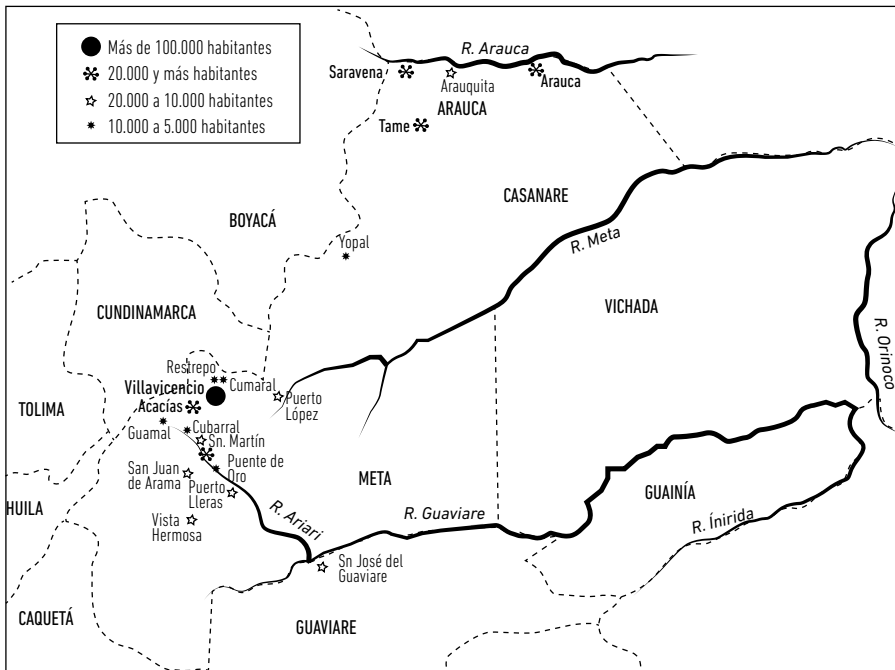 Más de 100.000 habitantes
20.000 y más habitantes
20.000 a 10.000 habitantes
10.000 a 5.000 habitantes
R. Arauca
Saravena
Arauquita
Arauca
ARAUCA
Tame
CASANARE
BOYACÁ
R. Meta
Yopal
CUNDINAMARCA
VICHADA
R. Orinoco
Restrepo
Villavicencio
Cumaral
Acacías
Puerto
López
TOLIMA
Guamal
Cubarral
Sn. Martín
Puente de
Oro
San Juan
de Arama
Puerto
Lleras
META
GUAINÍA
HUILA
R. Ariari
R. Guaviare
R. Ínirida
Vista
Hermosa
Sn José del
Guaviare
CAQUETÁ
GUAVIARE